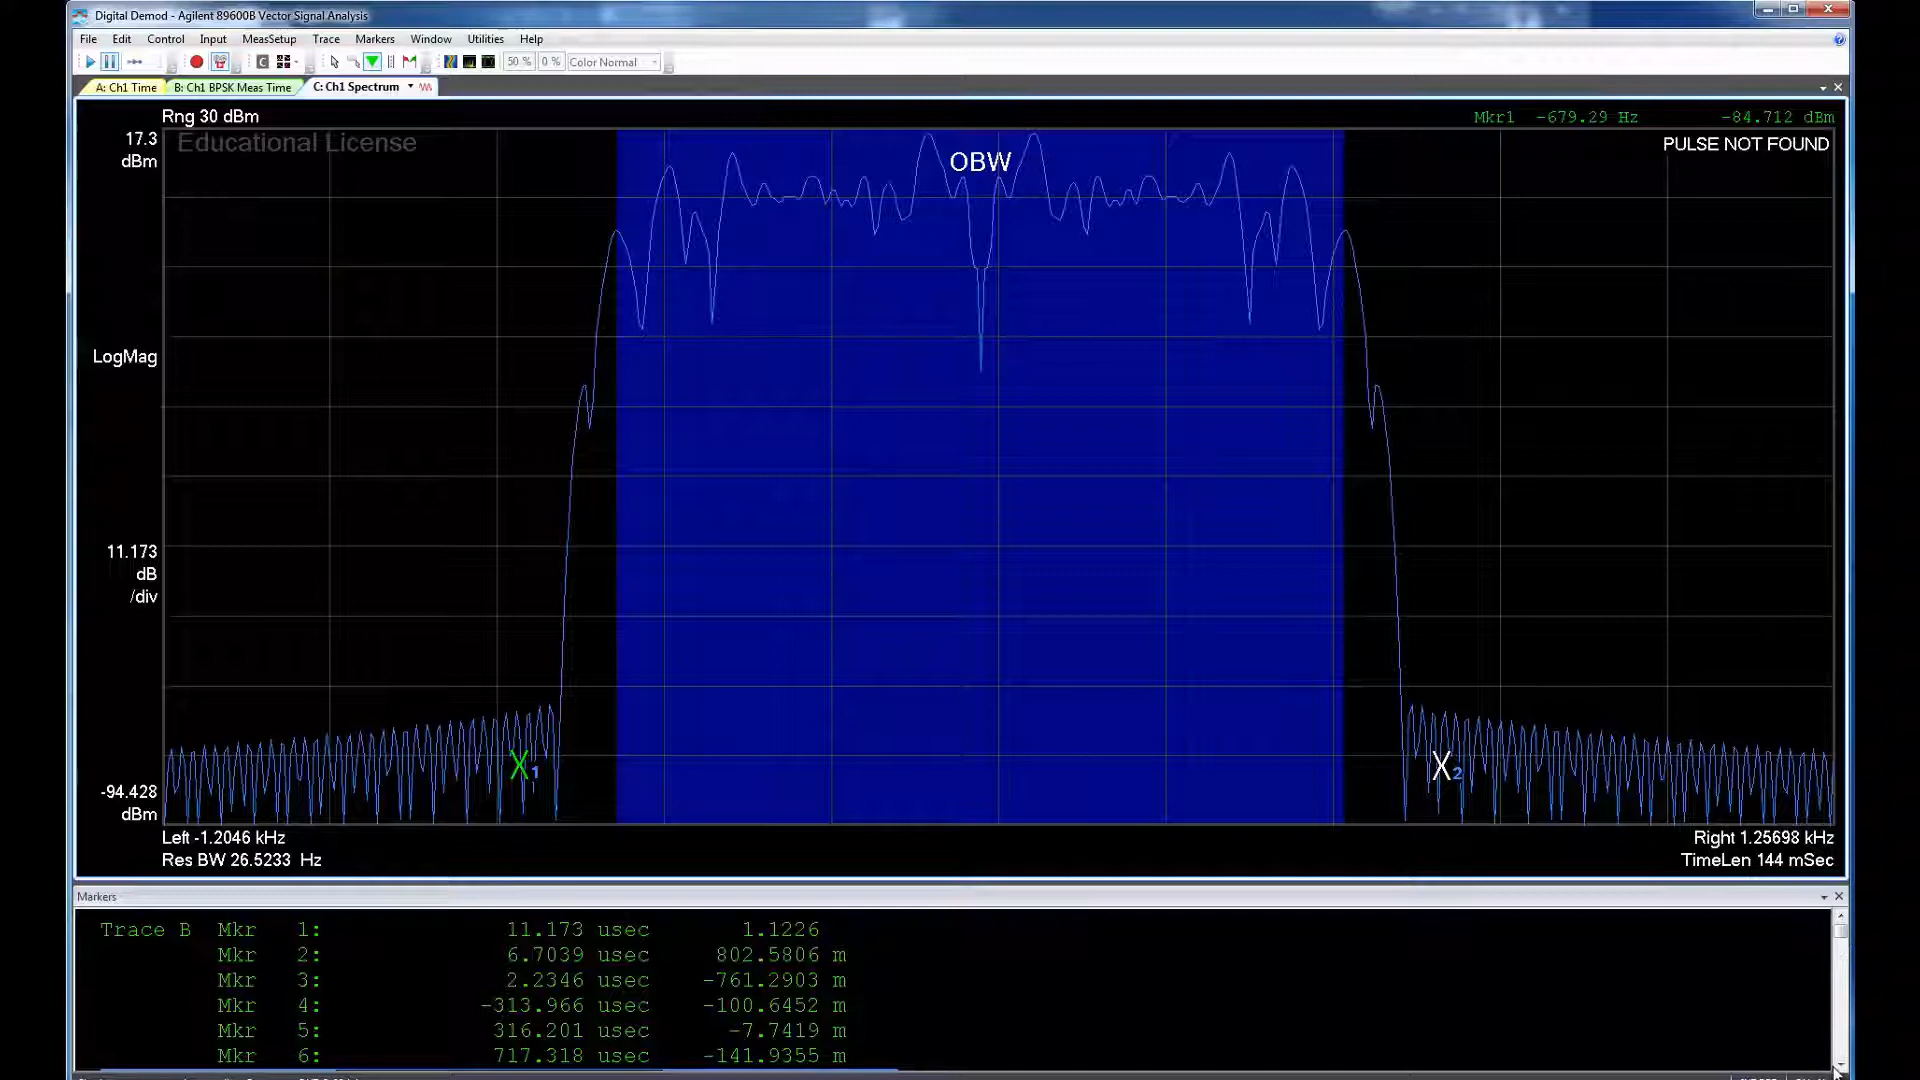 Digital Demod - Agilent 89600B Vector Signal Analysis
File Edit Control Input MeasSetup Trace Markers Window Utilities Help
C 50 % 0 % Color Normal
A: Ch1 Time B: Ch1 BPSK Meas Time C: Ch1 Spectrum
Rng 30 dBm Mkr1 -679.29 Hz -84.712 dBm
17.3
dBm
Educational License
PULSE NOT FOUND
OBW
LogMag
11.173
dB
/div
X1 X2
-94.428
dBm
Left -1.2046 kHz Right 1.25698 kHz
Res BW 26.5233 Hz TimeLen 144 mSec
Markers
Trace B Mkr 1: 11.173 usec 1.1226
Mkr 2: 6.7039 usec 802.5806 m
Mkr 3: 2.2346 usec -761.2903 m
Mkr 4: -313.966 usec -100.6452 m
Mkr 5: 316.201 usec -7.7419 m
Mkr 6: 717.318 usec -141.9355 m